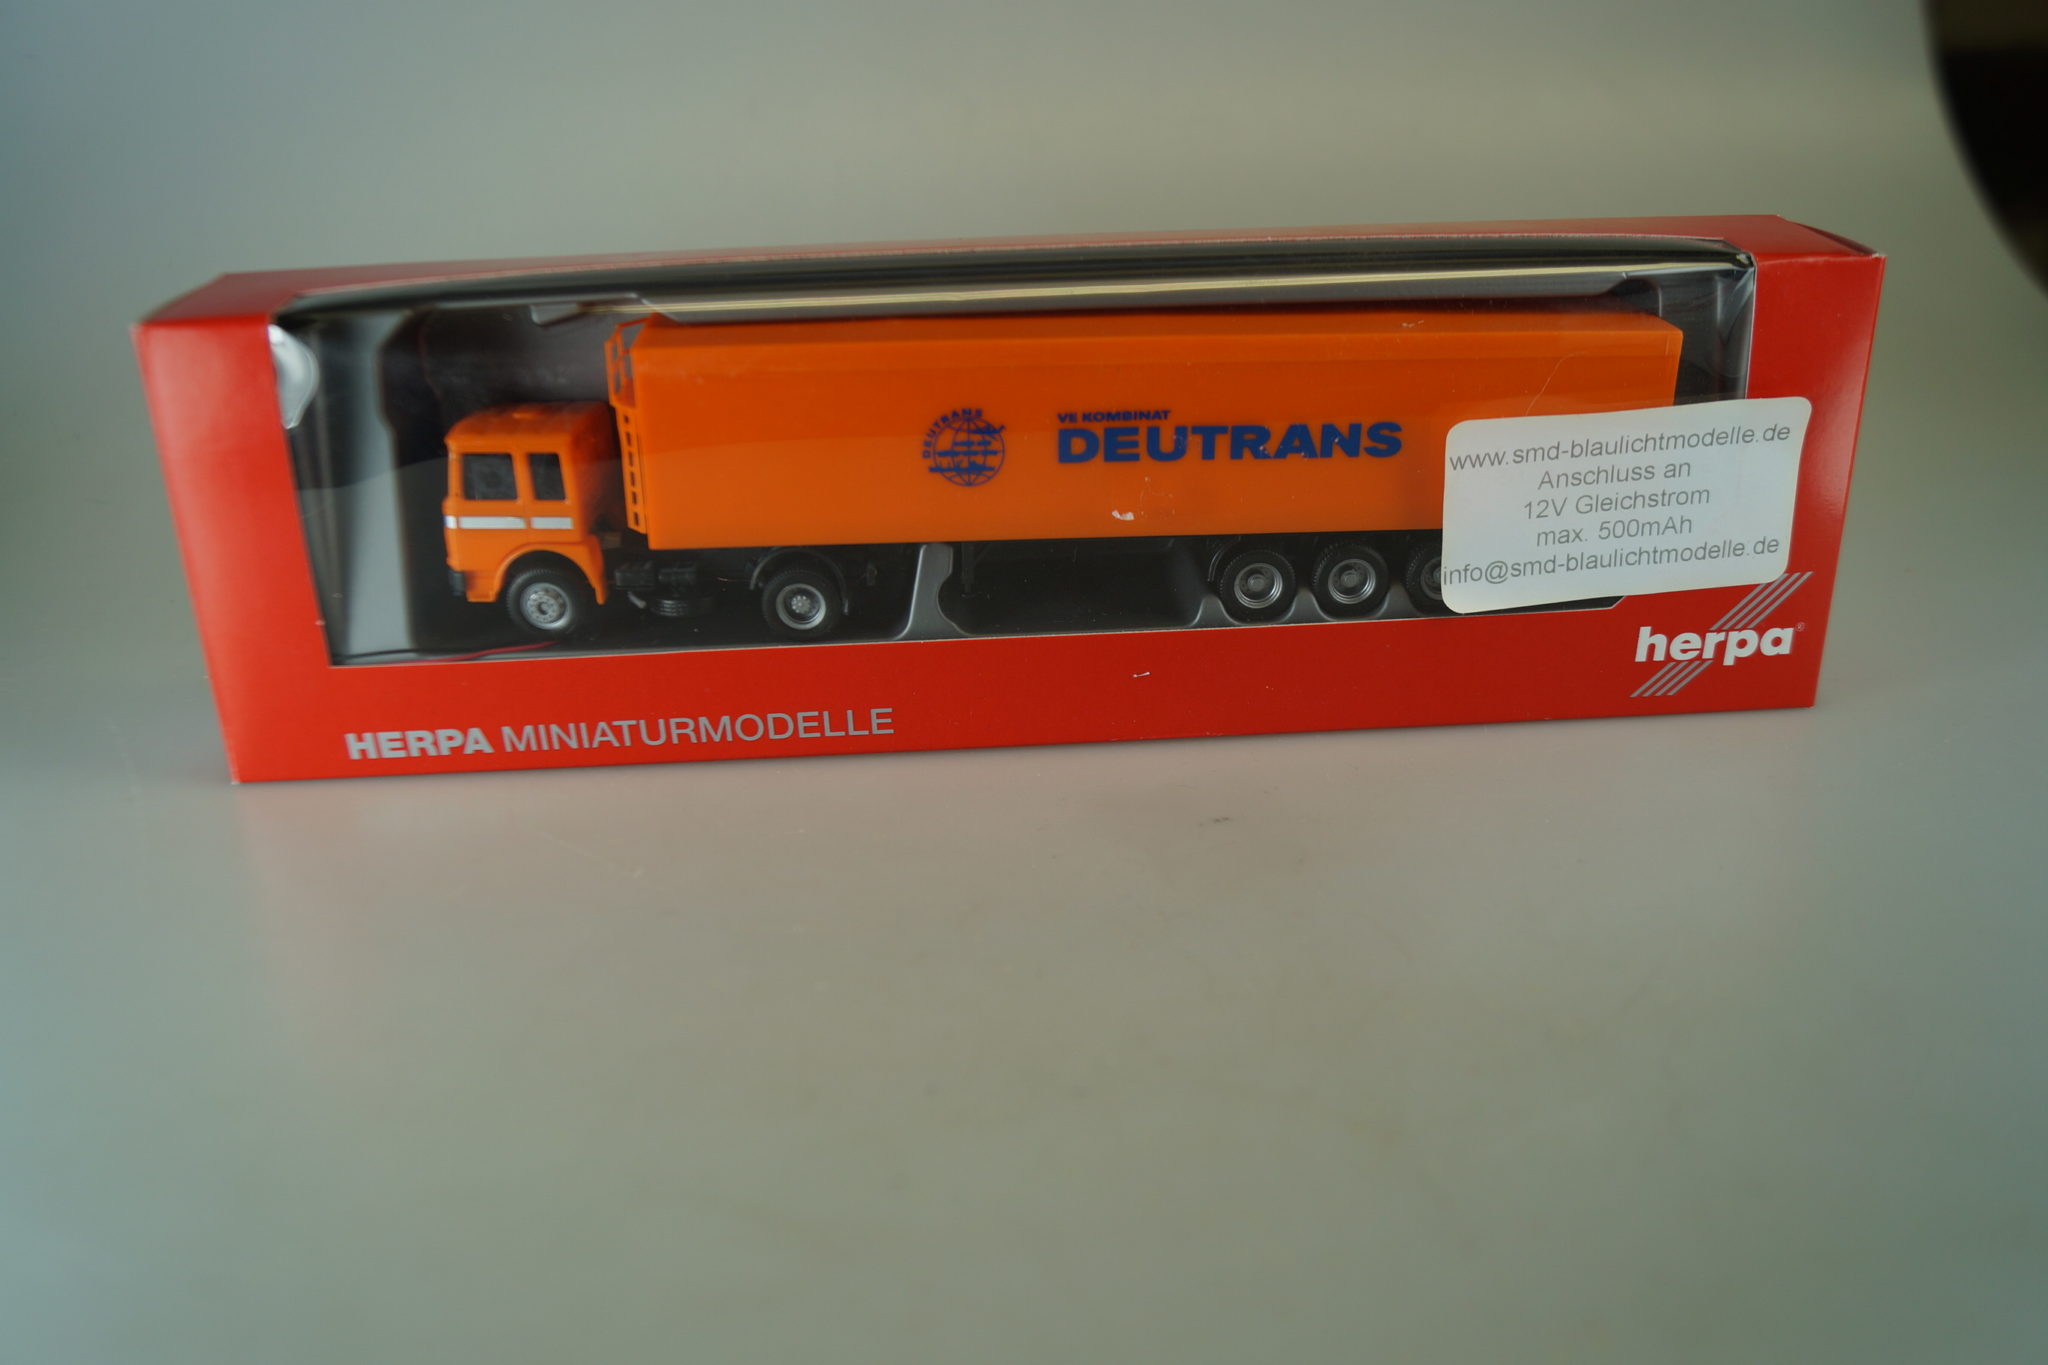 DEUTRANS
VE KOMBINAT
DEUTRANS
www.smd-blaulichtmodelle.de
Anschluss an
12V Gleichstrom
max. 500mAh
info@smd-blaulichtmodelle.de
herpa®
HERPA MINIATURMODELLE